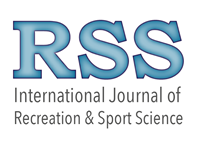 RSS
International Journal of
Recreation & Sport Science